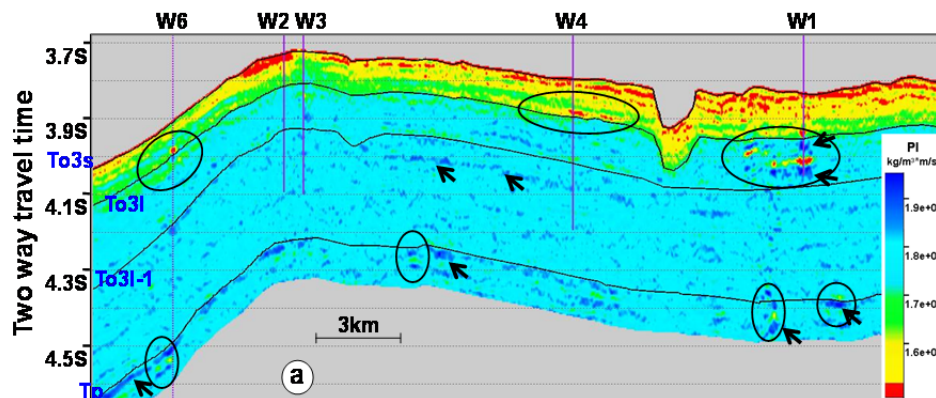 W6 W2 W3 W4 W1
3.7S
3.9S
4.1S
4.3S
4.5S
Two way travel time
To3s
To3l
To3l-1
Tp
3km
a
PI
kg/m³*m/s
1.9e+0
1.8e+0
1.7e+0
1.6e+0